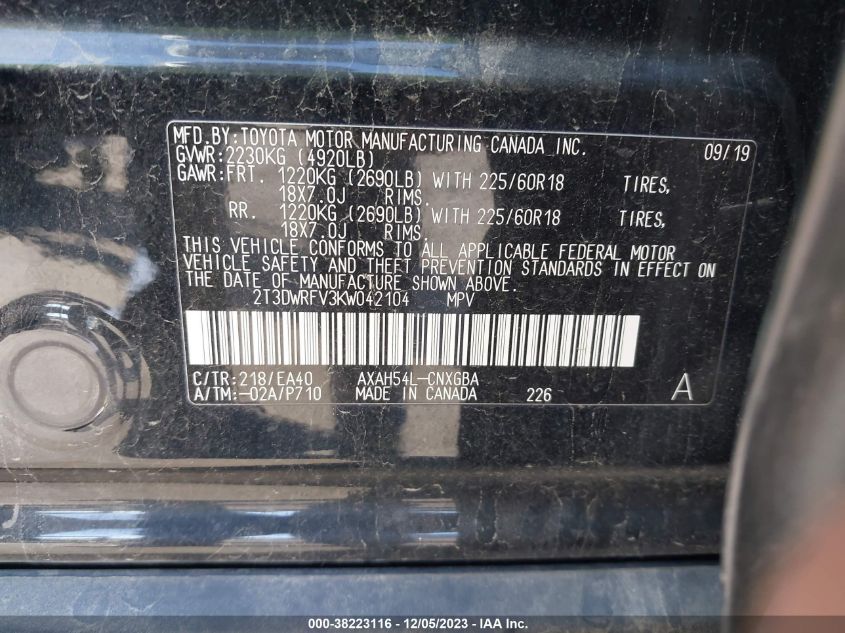 MFD. BY: TOYOTA MOTOR MANUFACTURING CANADA INC. 09/19
GVWR: 2230KG (4920LB)
GAWR: FRT. 1220KG (2690LB) WITH 225/60R18 TIRES,
18X7.0J RIMS.
RR. 1220KG (2690LB) WITH 225/60R18 TIRES,
18X7.0J RIMS
THIS VEHICLE CONFORMS TO ALL APPLICABLE FEDERAL MOTOR
VEHICLE SAFETY AND THEFT PREVENTION STANDARDS IN EFFECT ON
THE DATE OF MANUFACTURE SHOWN ABOVE.
2T3DWRFV3KW042104 MPV
C/TR: 218/EA40 AXAH54L-CNXGBA
A/TM: -02A/P710 MADE IN CANADA 226 A
000-38223116 - 12/05/2023 - IAA Inc.